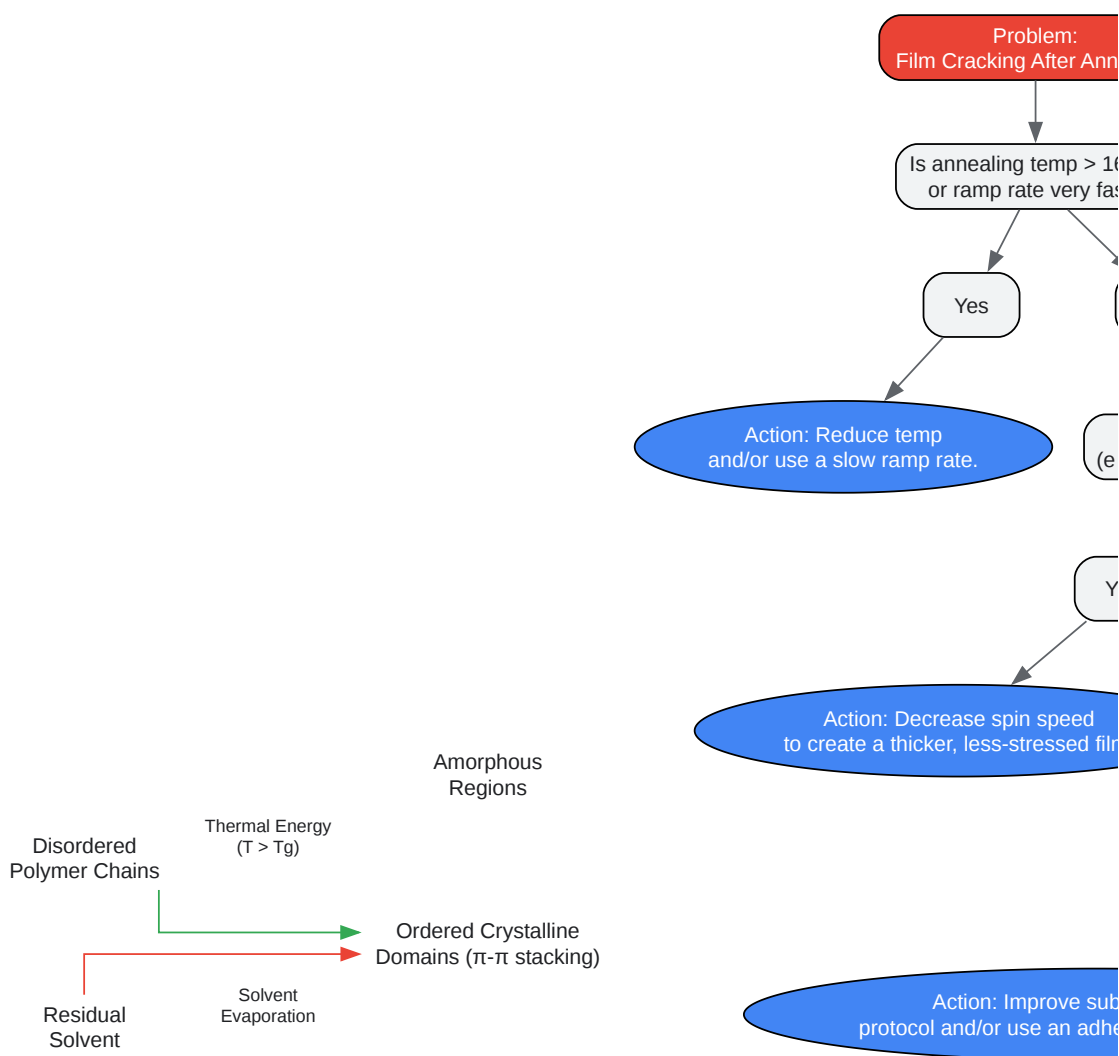 Problem:
Film Cracking After Ann
Is annealing temp > 16
or ramp rate very fas
Yes
Action: Reduce temp
and/or use a slow ramp rate.
(e
Y
Action: Decrease spin speed
to create a thicker, less-stressed film
Amorphous
Regions
Thermal Energy
(T > Tg)
Disordered
Polymer Chains
Ordered Crystalline
Domains (π-π stacking)
Solvent
Evaporation
Residual
Solvent
Action: Improve sub
protocol and/or use an adhe